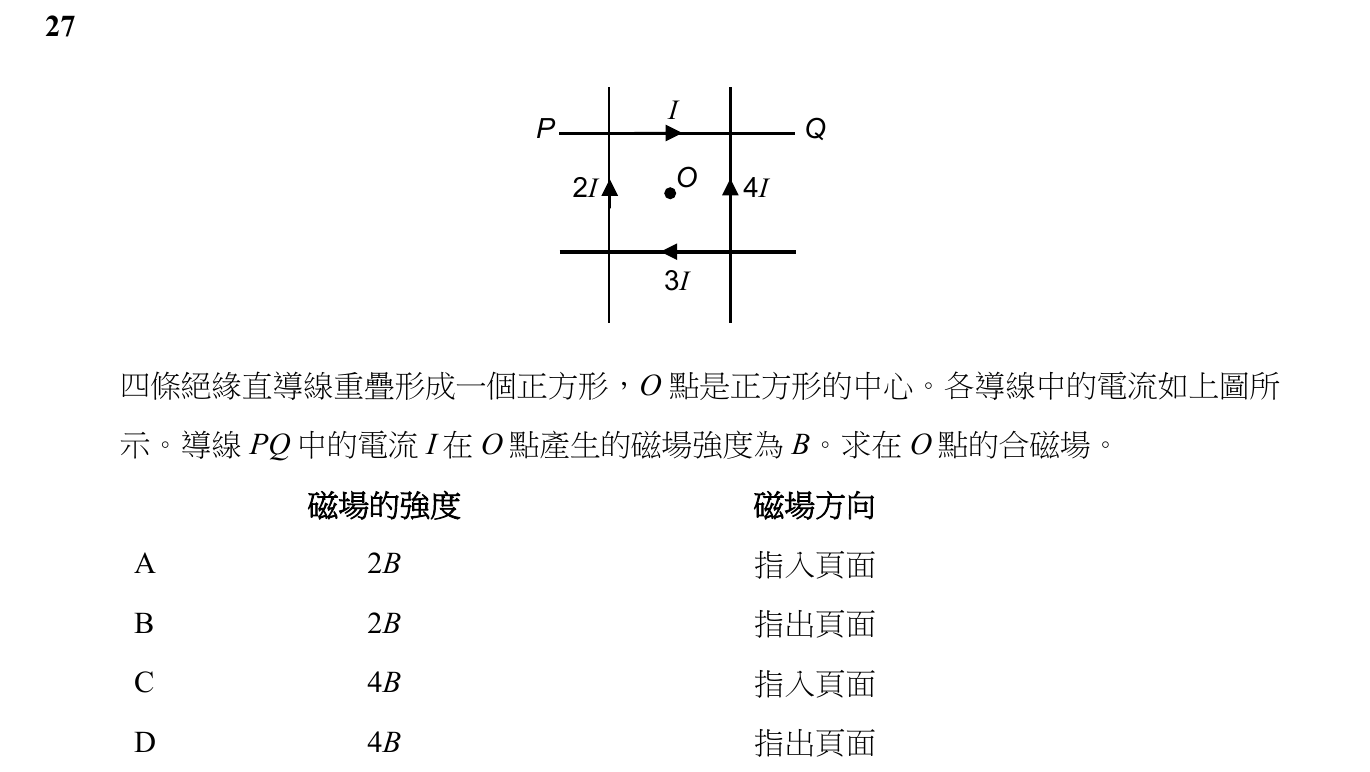 27
I
P Q
O
2I 4I
3I
四條絕緣直導線重疊形成一個正方形，O 點是正方形的中心。各導線中的電流如上圖所
示。導線 PQ 中的電流 I 在 O 點產生的磁場強度為 B。求在 O 點的合磁場。
磁場的強度 磁場方向
A 2B 指入頁面
B 2B 指出頁面
C 4B 指入頁面
D 4B 指出頁面